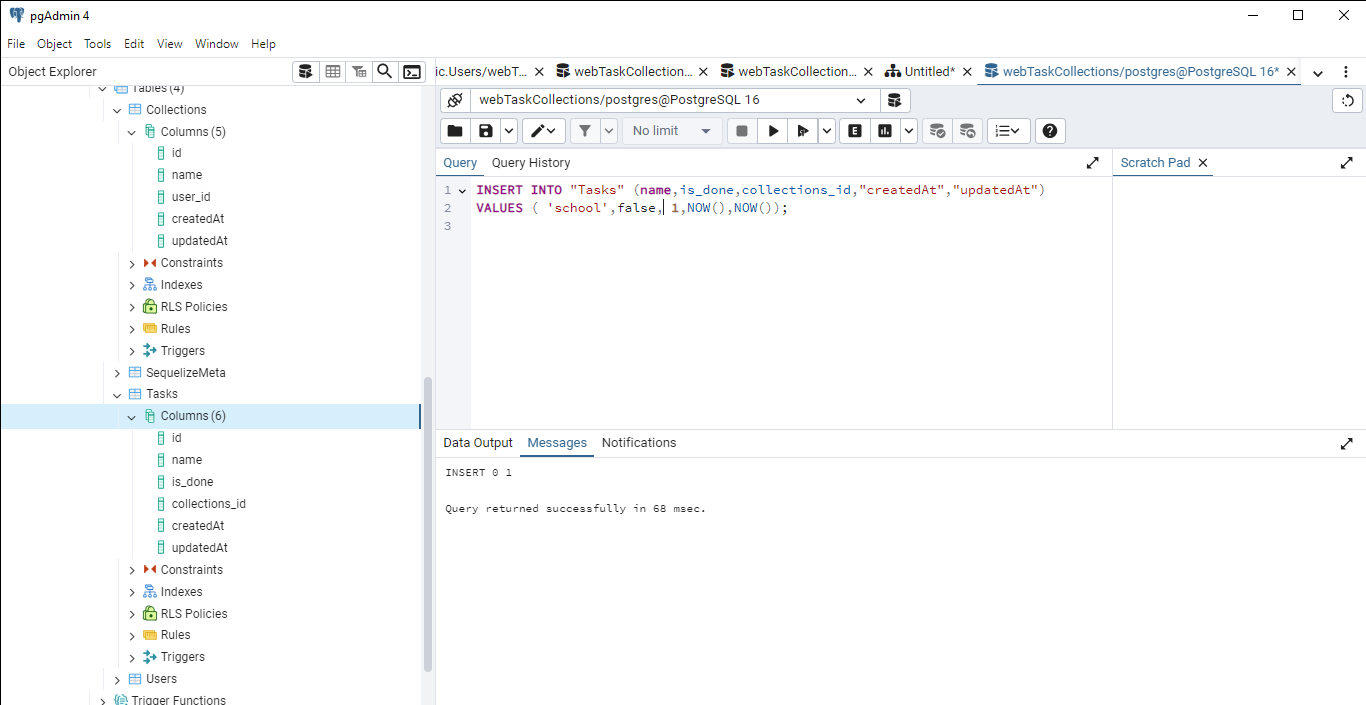 pgAdmin 4
File Object Tools Edit View Window Help
Object Explorer
Tables (4)
Collections
Columns (5)
id
name
user_id
createdAt
updatedAt
Constraints
Indexes
RLS Policies
Rules
Triggers
SequelizeMeta
Tasks
Columns (6)
id
name
is_done
collections_id
createdAt
updatedAt
Constraints
Indexes
RLS Policies
Rules
Triggers
Users
Trigger Functions
ic.Users/webT... webTaskCollection... webTaskCollection... Untitled* webTaskCollections/postgres@PostgreSQL 16*
webTaskCollections/postgres@PostgreSQL 16
No limit E
Query Query History
1 INSERT INTO "Tasks" (name,is_done,collections_id,"createdAt","updatedAt")
2 VALUES ( 'school',false, 1,NOW(),NOW());
3
Scratch Pad
Data Output Messages Notifications
INSERT 0 1
Query returned successfully in 68 msec.